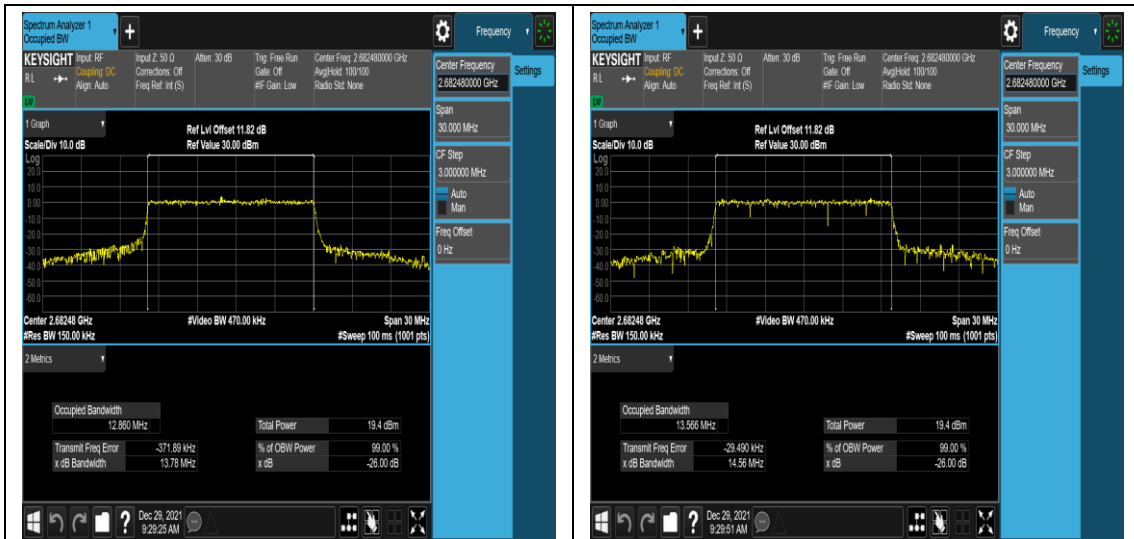 Spectrum Analyzer 1
Occupied BW
+
Frequency
KEYSIGHT Input: RF
R L
Coupling: DC
Align: Auto
Input Z: 50 Ω
Corrections: Off
Freq Ref: Int (S)
Atten: 30 dB
Trig: Free Run
Gate: Off
#IF Gain: Low
Center Freq: 2.682480000 GHz
Avg|Hold: 100/100
Radio Std: None
Center Frequency
2.682480000 GHz
Settings
Span
30.000 MHz
CF Step
3.000000 MHz
Auto
Man
Freq Offset
0 Hz
1 Graph
Ref Lvl Offset 11.82 dB
Scale/Div 10.0 dB
Ref Value 30.00 dBm
Log
20.0
10.0
0.00
-10.0
-20.0
-30.0
-40.0
-50.0
-60.0
Center 2.68248 GHz
#Video BW 470.00 kHz
Span 30 MHz
#Res BW 150.00 kHz
#Sweep 100 ms (1001 pts)
2 Metrics
Occupied Bandwidth
12.860 MHz
Total Power 19.4 dBm
Transmit Freq Error -371.89 kHz
% of OBW Power 99.00 %
x dB Bandwidth 13.78 MHz
x dB -26.00 dB
?
Dec 29, 2021
9:29:25 AM
Spectrum Analyzer 1
Occupied BW
+
Frequency
KEYSIGHT Input: RF
R L
Coupling: DC
Align: Auto
Input Z: 50 Ω
Corrections: Off
Freq Ref: Int (S)
Atten: 30 dB
Trig: Free Run
Gate: Off
#IF Gain: Low
Center Freq: 2.682480000 GHz
Avg|Hold: 100/100
Radio Std: None
Center Frequency
2.682480000 GHz
Settings
Span
30.000 MHz
CF Step
3.000000 MHz
Auto
Man
Freq Offset
0 Hz
1 Graph
Ref Lvl Offset 11.82 dB
Scale/Div 10.0 dB
Ref Value 30.00 dBm
Log
20.0
10.0
0.00
-10.0
-20.0
-30.0
-40.0
-50.0
-60.0
Center 2.68248 GHz
#Video BW 470.00 kHz
Span 30 MHz
#Res BW 150.00 kHz
#Sweep 100 ms (1001 pts)
2 Metrics
Occupied Bandwidth
13.566 MHz
Total Power 19.4 dBm
Transmit Freq Error -29.490 kHz
% of OBW Power 99.00 %
x dB Bandwidth 14.56 MHz
x dB -26.00 dB
?
Dec 29, 2021
9:29:51 AM